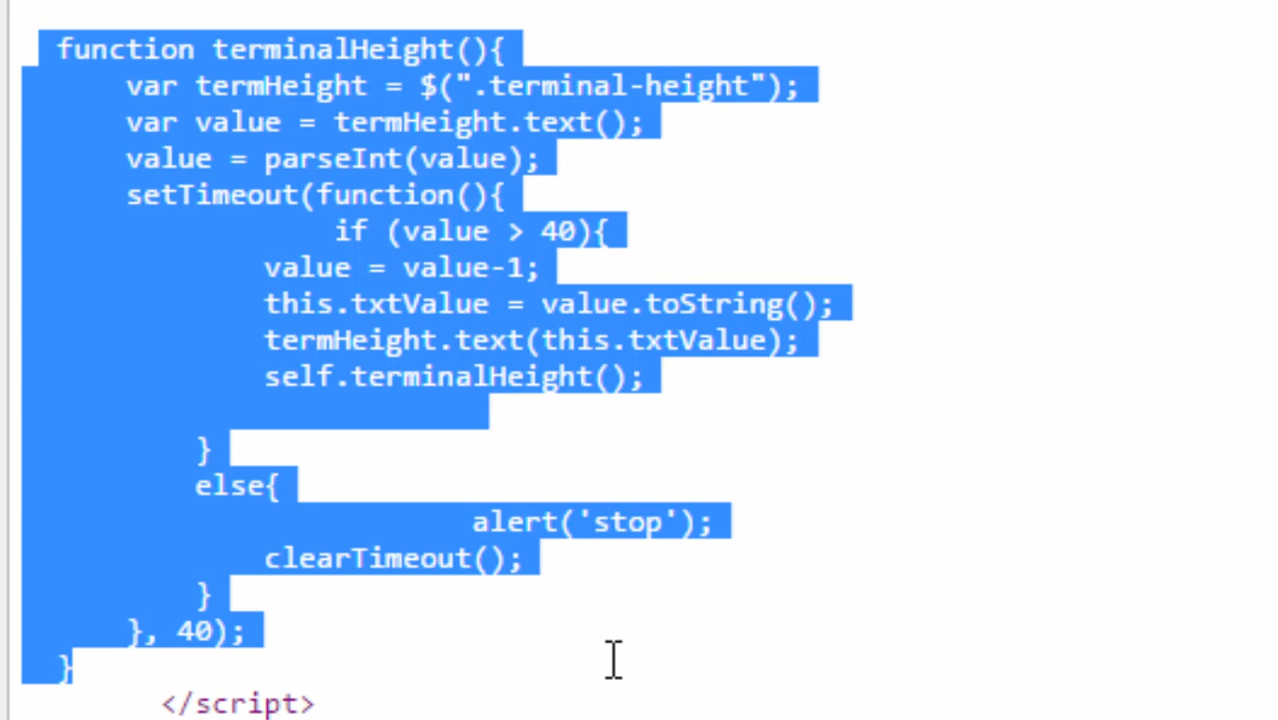 function terminalHeight(){
var termHeight = $(".terminal-height");
var value = termHeight.text();
value = parseInt(value);
setTimeout(function(){
if (value > 40){
value = value-1;
this.txtValue = value.toString();
termHeight.text(this.txtValue);
self.terminalHeight();
}
else{
alert('stop');
clearTimeout();
}
}, 40);
}
</script>